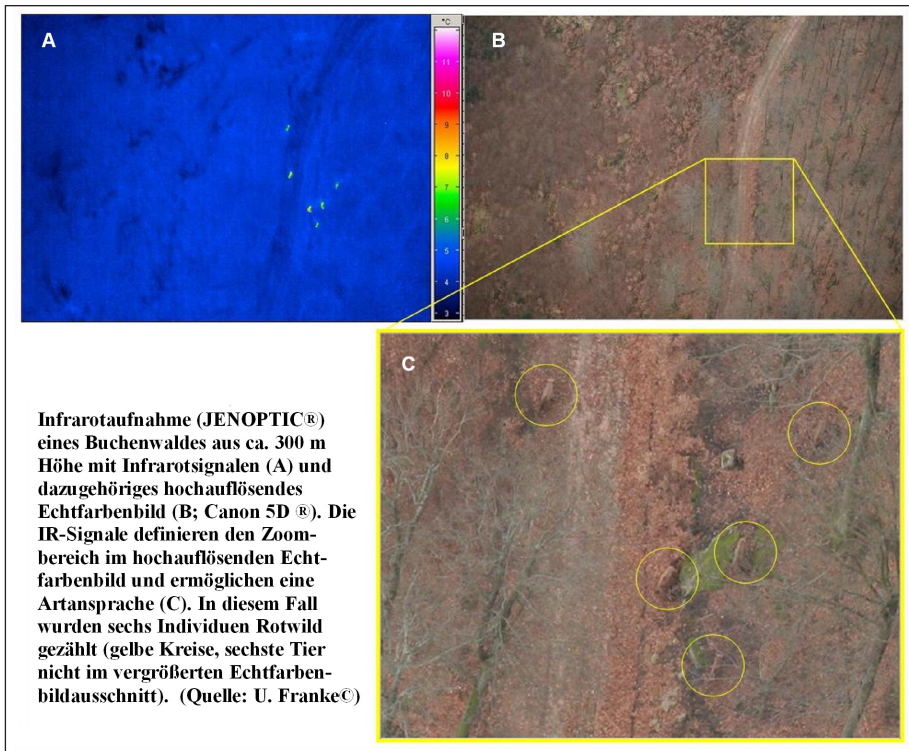 A
°C
11
10
9
8
7
6
5
4
3
B
C
Infrarotaufnahme (JENOPTIC®)
eines Buchenwaldes aus ca. 300 m
Höhe mit Infrarotsignalen (A) und
dazugehöriges hochauflösendes
Echtfarbenbild (B; Canon 5D ®). Die
IR-Signale definieren den Zoom-
bereich im hochauflösenden Echt-
farbenbild und ermöglichen eine
Artansprache (C). In diesem Fall
wurden sechs Individuen Rotwild
gezählt (gelbe Kreise, sechste Tier
nicht im vergrößerten Echtfarben-
bildausschnitt). (Quelle: U. Franke©)